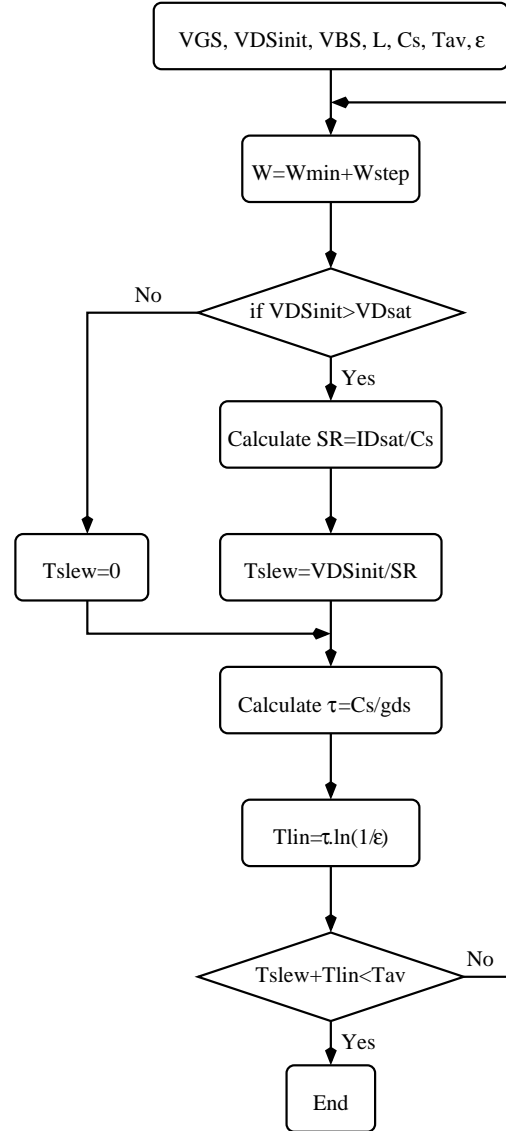 VGS, VDSinit, VBS, L, Cs, Tav, ε
W=Wmin+Wstep
No
if VDSinit>VDsat
Yes
Calculate SR=IDsat/Cs
Tslew=0
Tslew=VDSinit/SR
Calculate τ=Cs/gds
Tlin=τ.ln(1/ε)
No
Tslew+Tlin<Tav
Yes
End